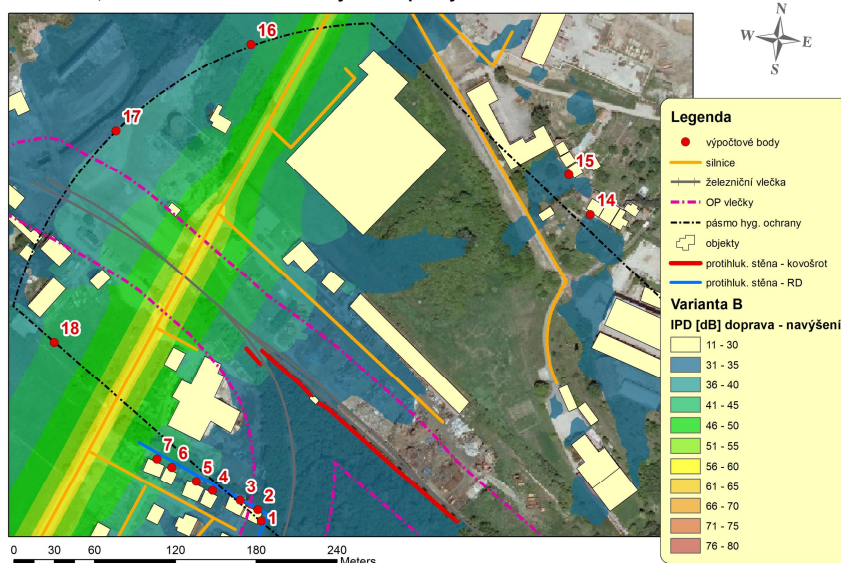 N
W E
S
16
17
15
14
18
7
6
5
4
3
2
1
Legenda
výpočtové body
silnice
železniční vlečka
OP vlečky
pásmo hyg. ochrany
objekty
protihluk. stěna - kovošrot
protihluk. stěna - RD
Varianta B
IPD [dB] doprava - navýšení
11 - 30
31 - 35
36 - 40
41 - 45
46 - 50
51 - 55
56 - 60
61 - 65
66 - 70
71 - 75
76 - 80
0 30 60 120 180 240
Meters